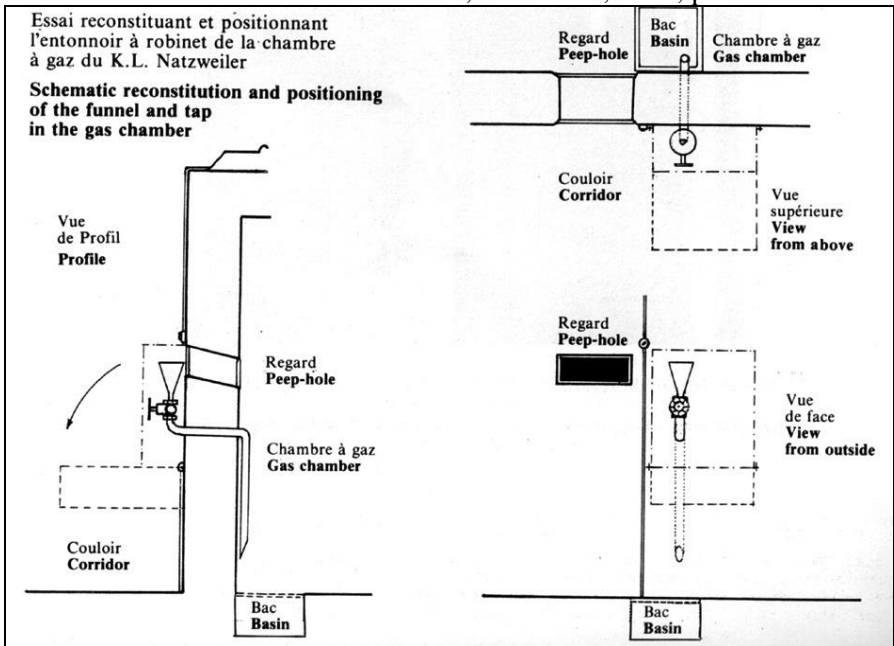 Essai reconstituant et positionnant
l'entonnoir à robinet de la chambre
à gaz du K.L. Natzweiler
Schematic reconstitution and positioning
of the funnel and tap
in the gas chamber
Vue
de Profil
Profile
Regard
Peep-hole
Chambre à gaz
Gas chamber
Couloir
Corridor
Bac
Basin
Regard
Peep-hole
Bac
Basin
Chambre à gaz
Gas chamber
Couloir
Corridor
Vue
supérieure
View
from above
Regard
Peep-hole
Vue
de face
View
from outside
Bac
Basin